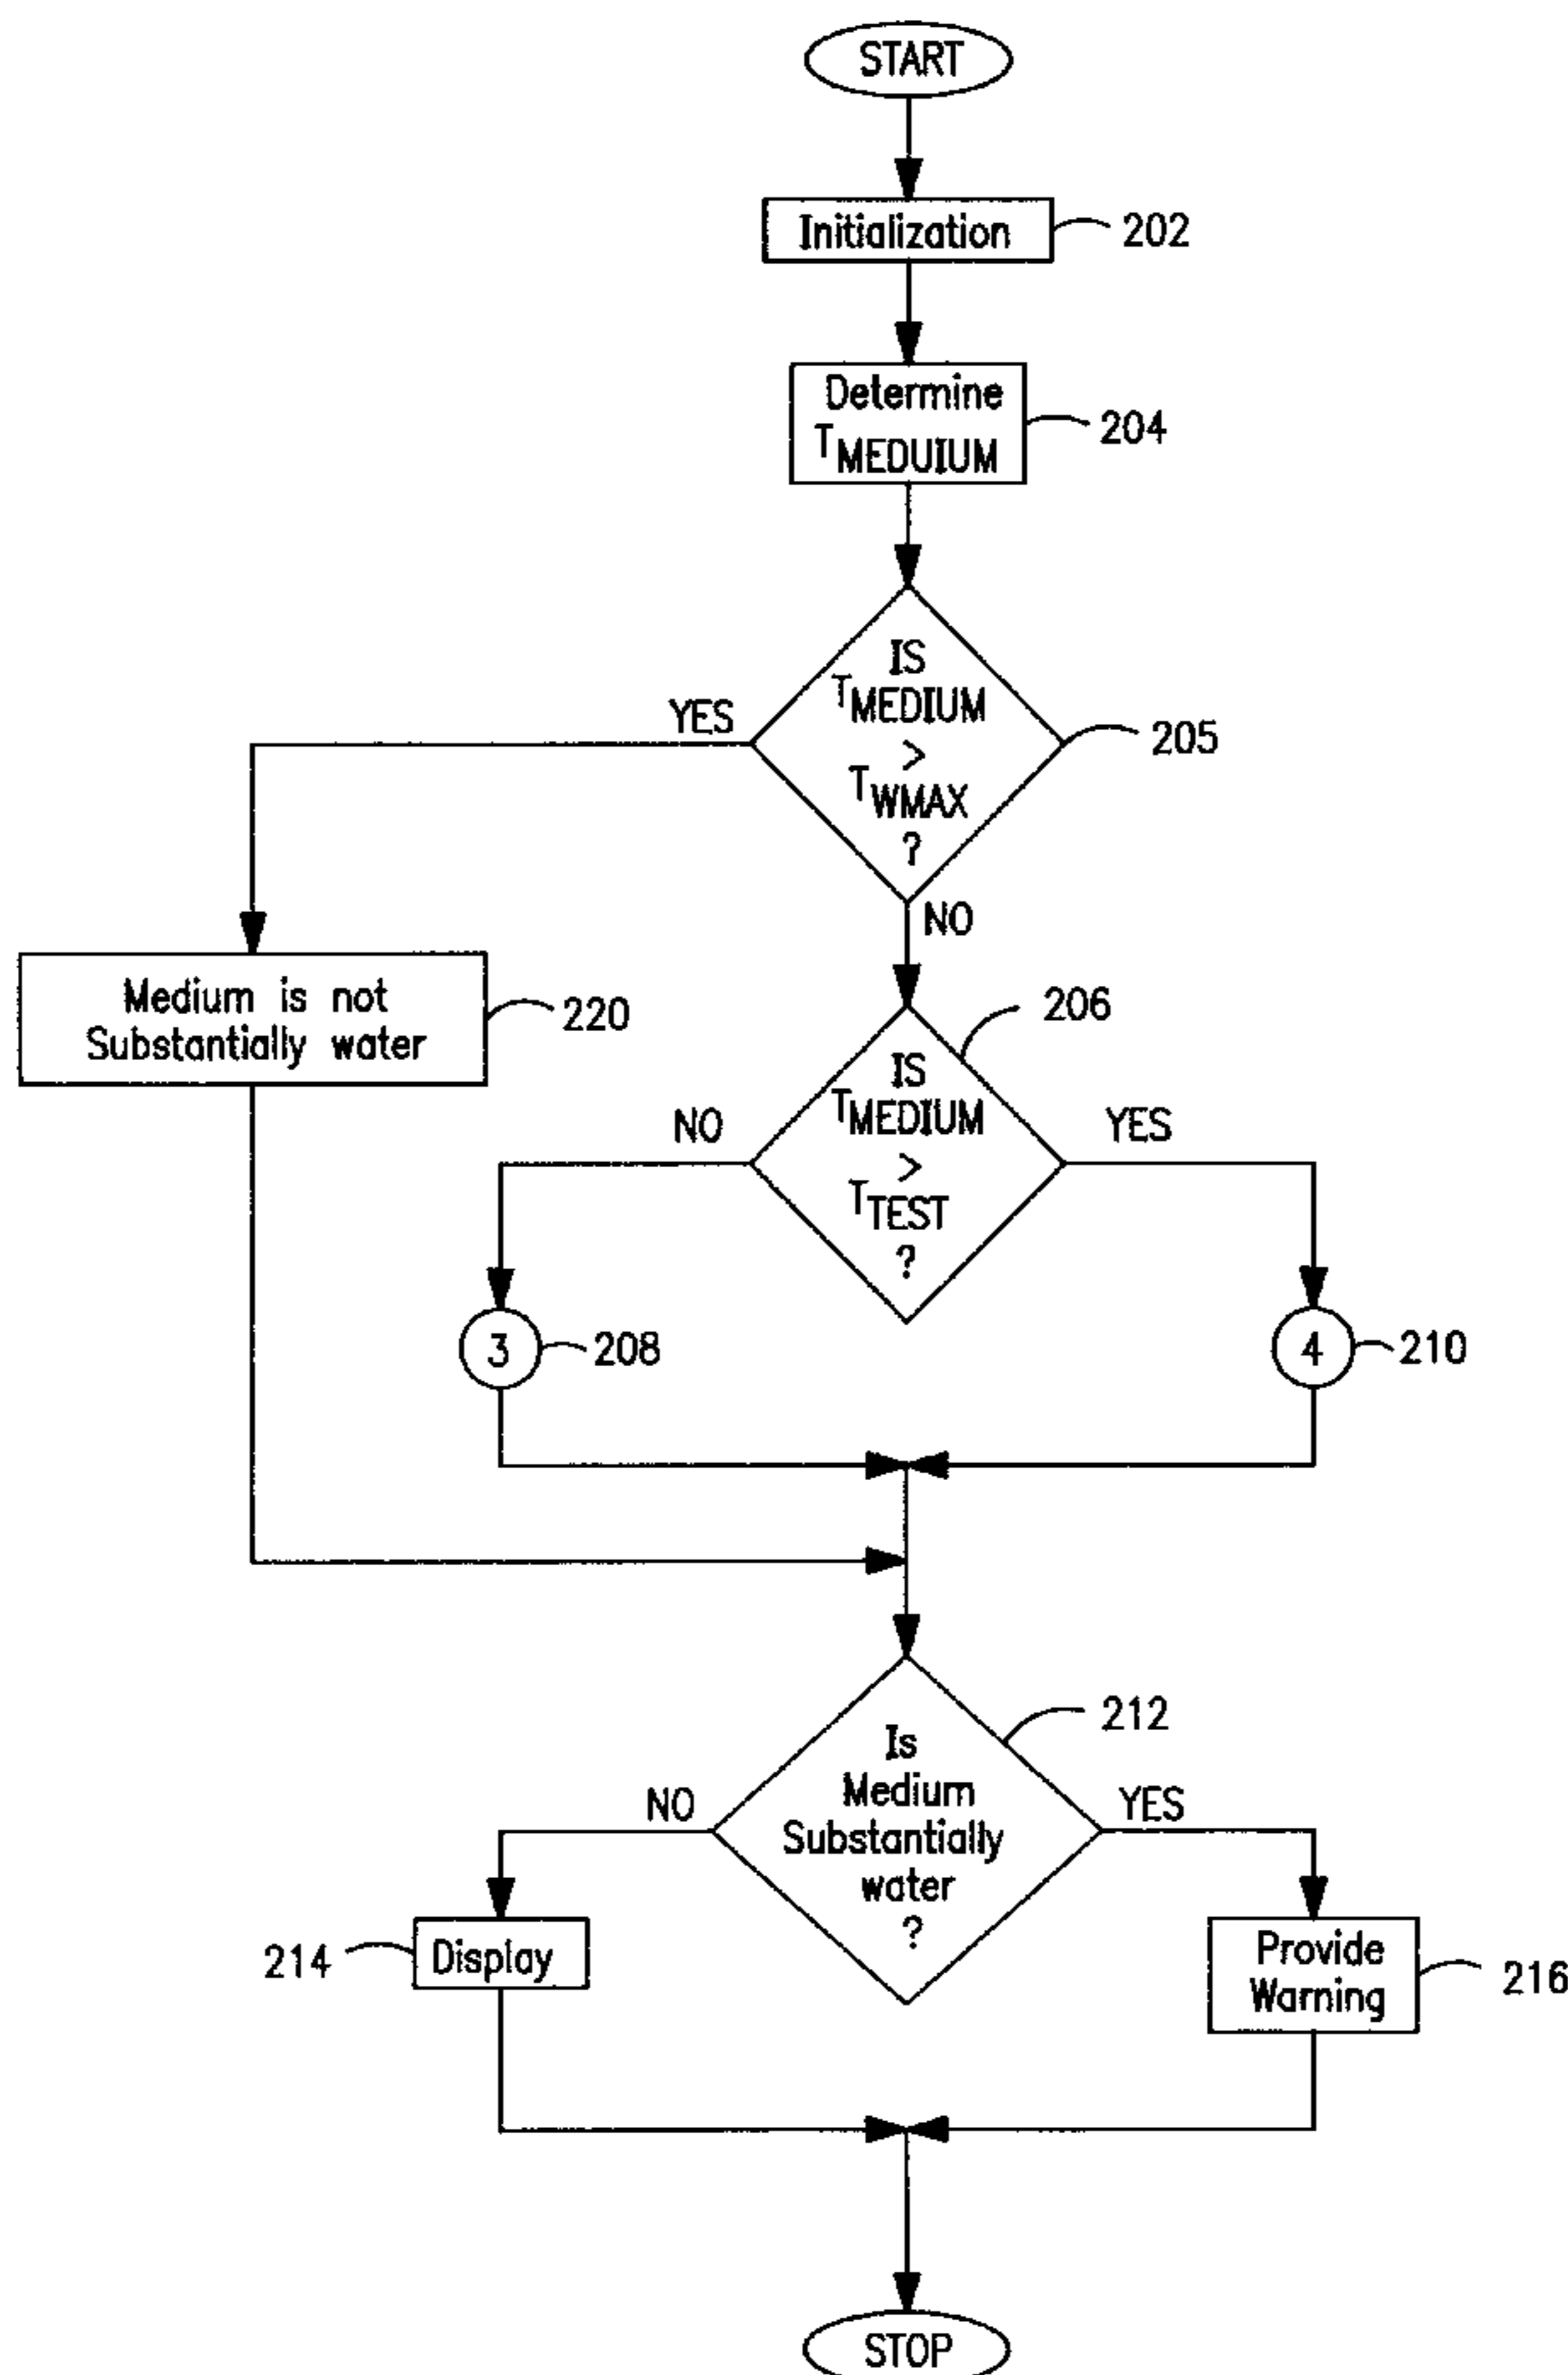 START
Initialization
202
Determine
TMEDUIUM
204
IS
TMEDIUM
>
TWMAX
?
205
YES
NO
Medium is not
Substantially water
220
206
IS
TMEDIUM
>
TTEST
?
NO
YES
3
208
4
210
212
Is
Medium
Substantially
water
?
NO
YES
214
Display
Provide
Warning
216
STOP